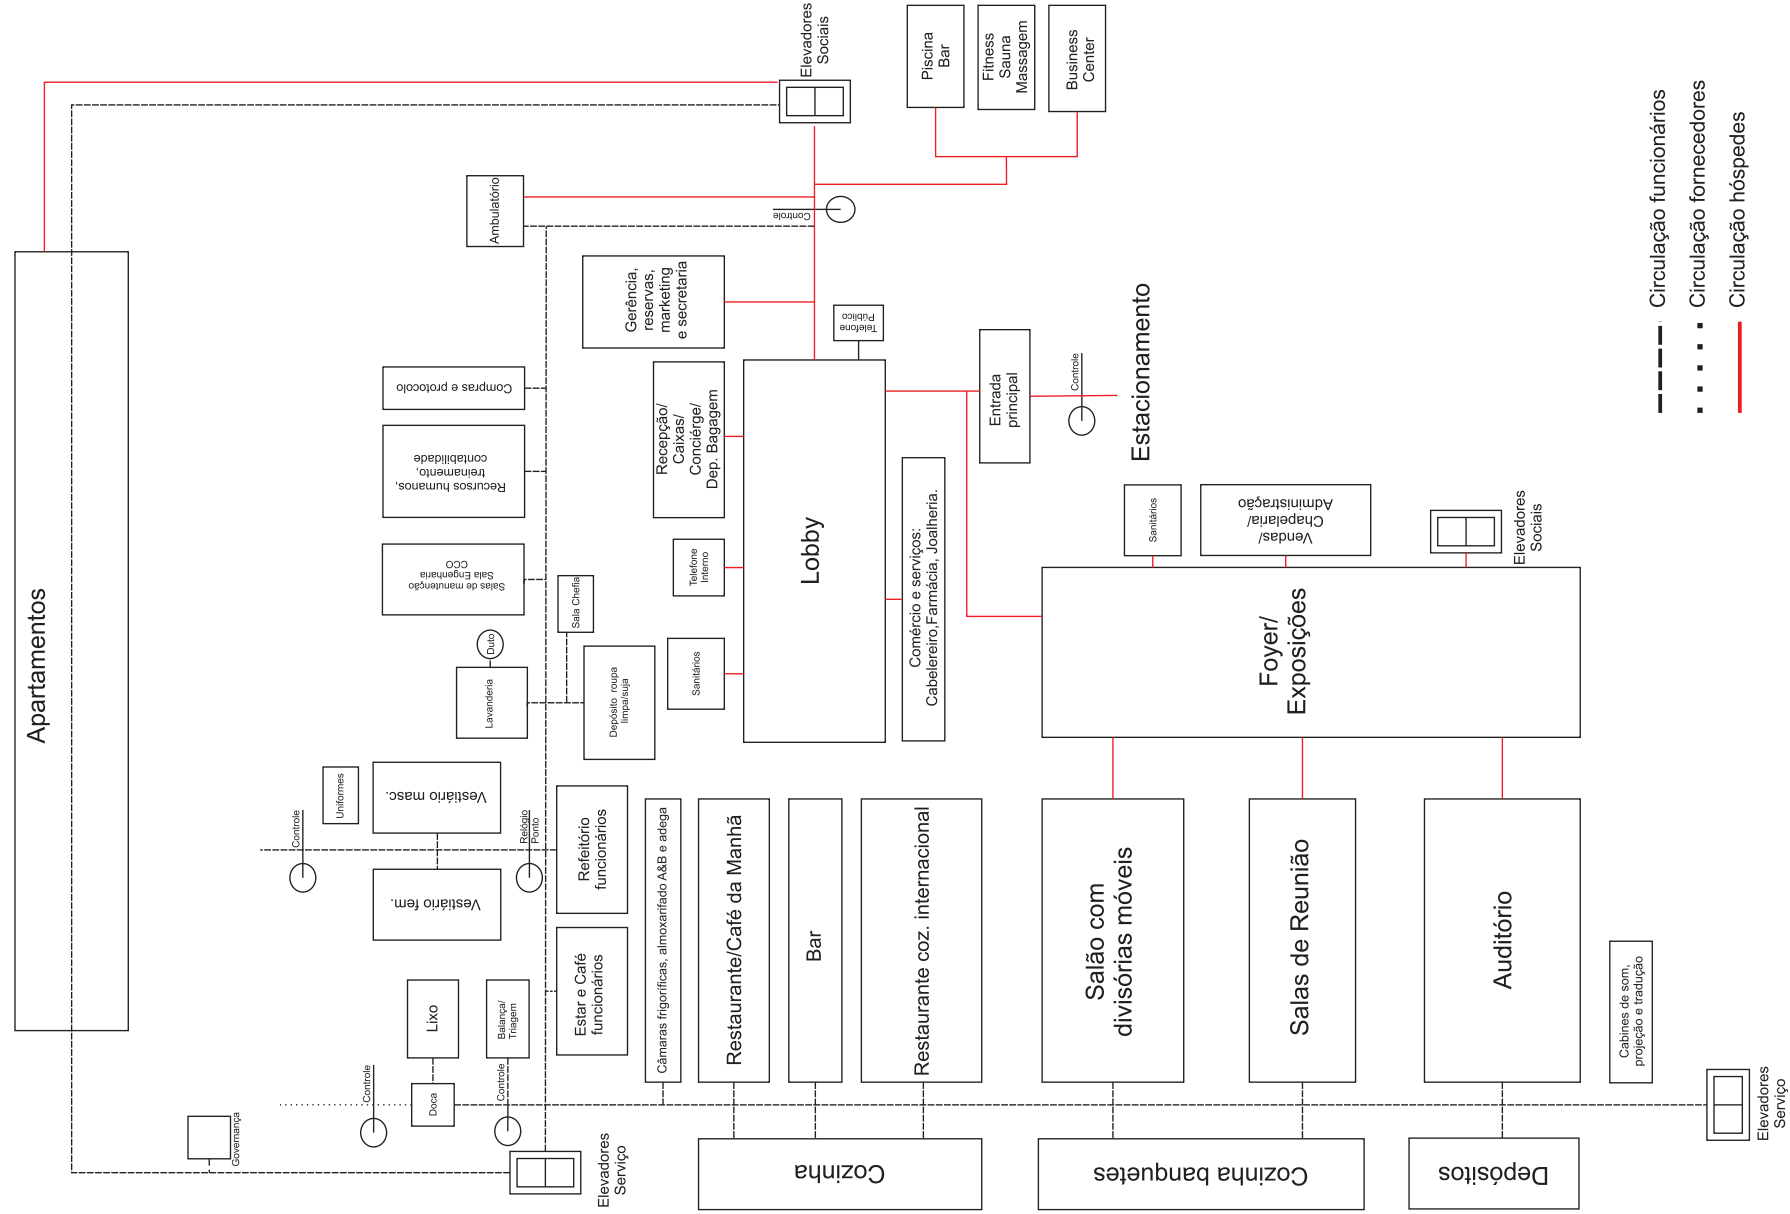 Apartamentos
Elevadores
Sociais
Piscina
Bar
Fitness
Sauna
Massagem
Business
Center
Ambulatório
Controle
Gerência,
reservas,
marketing
e secretaria
Telefone
Público
Compras e protocolo
Recursos humanos,
treinamento,
contabilidade
Salas de manutenção
Sala Engenharia
CCO
Recepção/
Caixas/
Conciérge/
Dep. Bagagem
Telefone
Interno
Sanitários
Lobby
Entrada
principal
Controle
Estacionamento
Comércio e serviços:
Cabelereiro,Farmácia, Joalheria.
Sala Chefia
Duto
Lavanderia
Depósito roupa
limpa/suja
Controle
Uniformes
Vestiário masc.
Vestiário fem.
Relógio
Ponto
Refeitório
funcionários
Estar e Café
funcionários
Lixo
Balança/
Triagem
Doca
Controle
Controle
Governança
Elevadores
Serviço
Câmaras frigoríficas, almoxarifado A&B e adega
Restaurante/Café da Manhã
Bar
Restaurante coz. internacional
Cozinha
Sanitários
Vendas/
Chapelaria/
Administração
Elevadores
Sociais
Foyer/
Exposições
Salão com
divisórias móveis
Salas de Reunião
Auditório
Cabines de som,
projeção e tradução
Cozinha banquetes
Depósitos
Elevadores
Serviço
Circulação funcionários
Circulação fornecedores
Circulação hóspedes